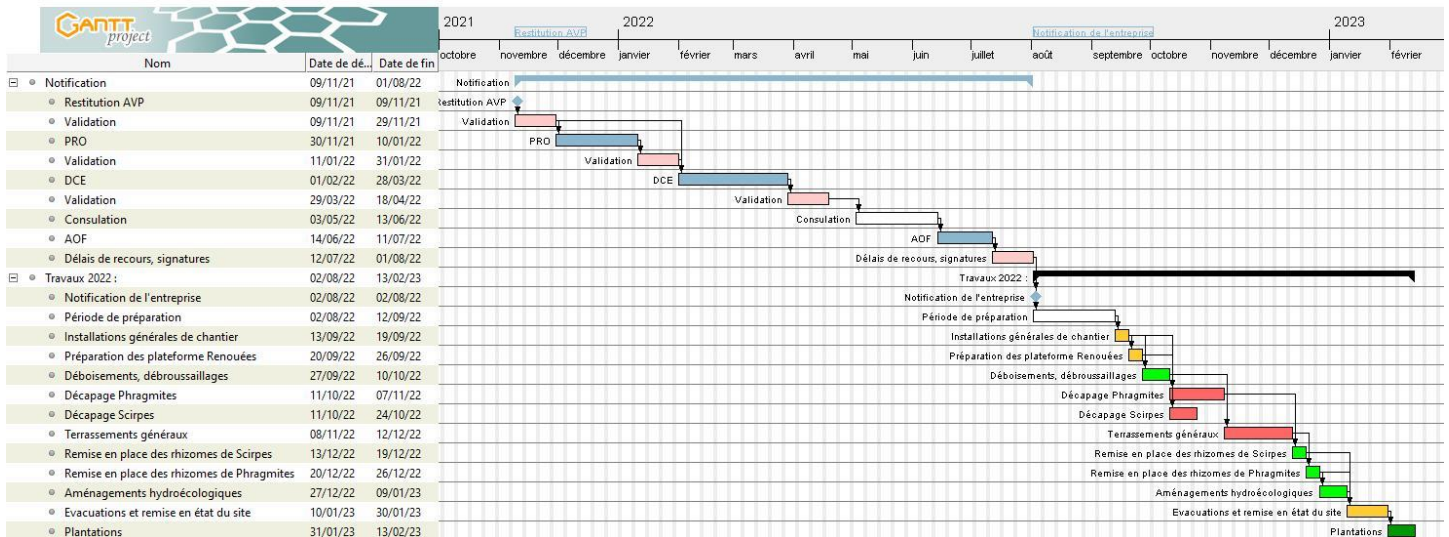 GANTT
project
2021 2022 2023
Restitution AVP Notification de l'entreprise
Nom Date de dé... Date de fin octobre novembre décembre janvier février mars avril mai juin juillet août septembre octobre novembre décembre janvier février
Notification 09/11/21 01/08/22 Notification
Restitution AVP 09/11/21 09/11/21 Restitution AVP
Validation 09/11/21 29/11/21 Validation
PRO 30/11/21 10/01/22 PRO
Validation 11/01/22 31/01/22 Validation
DCE 01/02/22 28/03/22 DCE
Validation 29/03/22 18/04/22 Validation
Consulation 03/05/22 13/06/22 Consulation
AOF 14/06/22 11/07/22 AOF
Délais de recours, signatures 12/07/22 01/08/22 Délais de recours, signatures
Travaux 2022 : 02/08/22 13/02/23 Travaux 2022 :
Notification de l'entreprise 02/08/22 02/08/22 Notification de l'entreprise
Période de préparation 02/08/22 12/09/22 Période de préparation
Installations générales de chantier 13/09/22 19/09/22 Installations générales de chantier
Préparation des plateforme Renouées 20/09/22 26/09/22 Préparation des plateforme Renouées
Déboisements, débroussaillages 27/09/22 10/10/22 Déboisements, débroussaillages
Décapage Phragmites 11/10/22 07/11/22 Décapage Phragmites
Décapage Scirpes 11/10/22 24/10/22 Décapage Scirpes
Terrassements généraux 08/11/22 12/12/22 Terrassements généraux
Remise en place des rhizomes de Scirpes 13/12/22 19/12/22 Remise en place des rhizomes de Scirpes
Remise en place des rhizomes de Phragmites 20/12/22 26/12/22 Remise en place des rhizomes de Phragmites
Aménagements hydroécologiques 27/12/22 09/01/23 Aménagements hydroécologiques
Evacuations et remise en état du site 10/01/23 30/01/23 Evacuations et remise en état du site
Plantations 31/01/23 13/02/23 Plantations